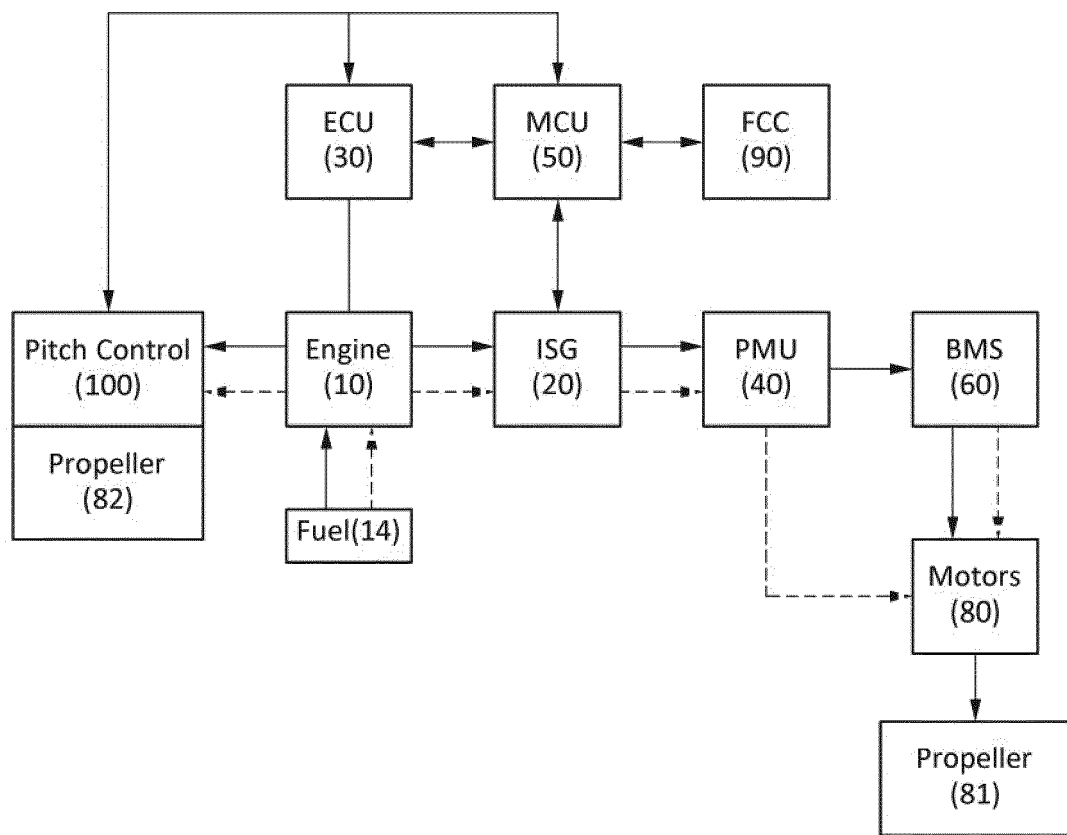 ECU
(30)
MCU
(50)
FCC
(90)
Pitch Control
(100)
Engine
(10)
ISG
(20)
PMU
(40)
BMS
(60)
Propeller
(82)
Fuel(14)
Motors
(80)
Propeller
(81)